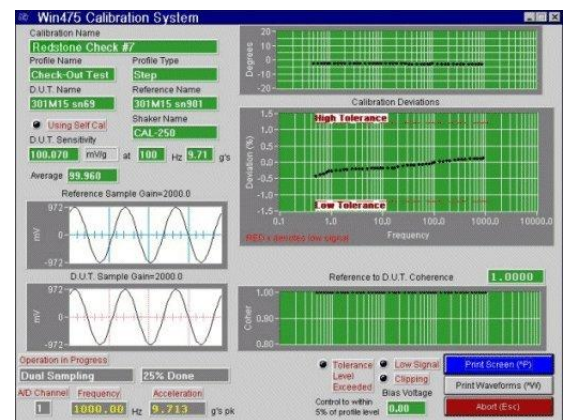 Win475 Calibration System
Calibration Name
Redstone Check #7
Profile Name Profile Type
Check-Out Test Step
D.U.T. Name Reference Name
301M15 sn69 301M15 sn901
Using Self Cal
Shaker Name
CAL-250
D.U.T. Sensitivity
100.070 mV/g at 100 Hz 9.71 g's
Average 99.960
Reference Sample Gain=2000.0
972
0
-972
mV
D.U.T. Sample Gain=2000.0
972
0
-972
mV
Operation in Progress
Dual Sampling 25% Done
A/D Channel Frequency Acceleration
1 1000.00 Hz 9.713 g's pk
20
10
0
-10
-20
Degrees
Calibration Deviations
1.5
1.0
0.5
0.0
-0.5
-1.0
-1.5
Deviation (%)
High Tolerance
Low Tolerance
0.1 1.0 10.0 100.0 1000.0 10000.0
RED x denotes low signal
Frequency
Reference to D.U.T. Coherence 1.0000
1.00
0.90
0.80
Coher
Tolerance Level Exceeded
Low Signal
Clipping
Control to within
5% of profile level
Bias Voltage
0.00
Print Screen (^P)
Print Waveforms (^W)
Abort (Esc)